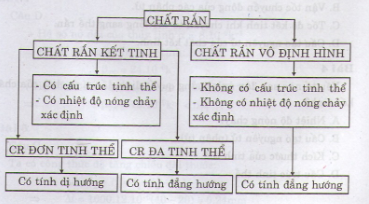 CHẤT RẮN
CHẤT RẮN KẾT TINH
CHẤT RẮN VÔ ĐỊNH HÌNH
- Có cấu trúc tinh thể
- Có nhiệt độ nóng chảy
xác định
- Không có cấu trúc tinh thể
- Không có nhiệt độ nóng chảy
xác định
CR ĐƠN TINH THỂ
CR ĐA TINH THỂ
Có tính dị hướng
Có tính đẳng hướng
Có tính đẳng hướng